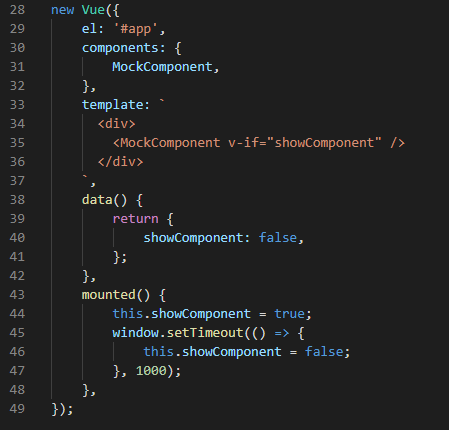 28 new Vue({
29     el: '#app',
30     components: {
31         MockComponent,
32     },
33     template: `
34       <div>
35         <MockComponent v-if="showComponent" />
36       </div>
37     `,
38     data() {
39         return {
40             showComponent: false,
41         };
42     },
43     mounted() {
44         this.showComponent = true;
45         window.setTimeout(() => {
46             this.showComponent = false;
47         }, 1000);
48     },
49 });